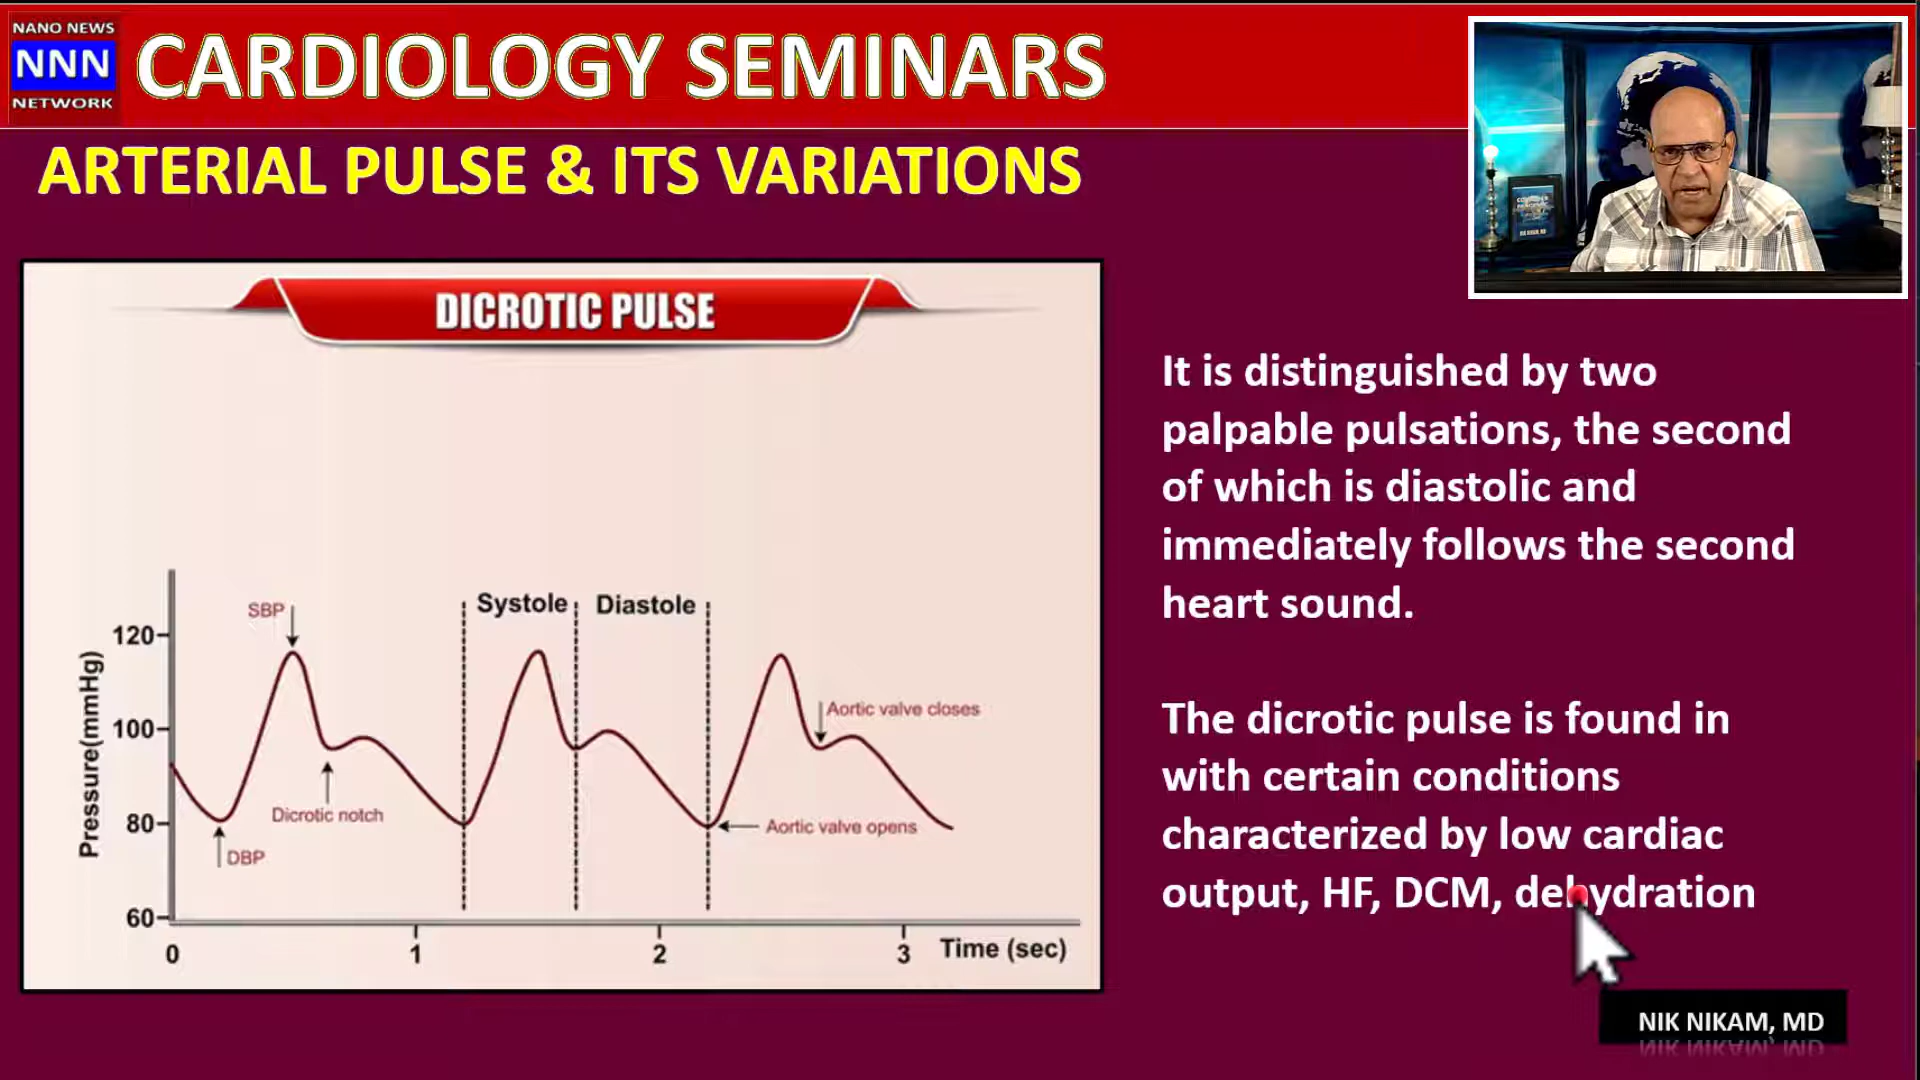 NANO NEWS
NNN
NETWORK
CARDIOLOGY SEMINARS
ARTERIAL PULSE & ITS VARIATIONS
DICROTIC PULSE
It is distinguished by two
palpable pulsations, the second
of which is diastolic and
immediately follows the second
heart sound.
The dicrotic pulse is found in
with certain conditions
characterized by low cardiac
output, HF, DCM, dehydration
Pressure(mmHg)
120
100
80
60
SBP
DBP
Dicrotic notch
Systole
Diastole
Aortic valve closes
Aortic valve opens
0
1
2
3
Time (sec)
NIK NIKAM, MD